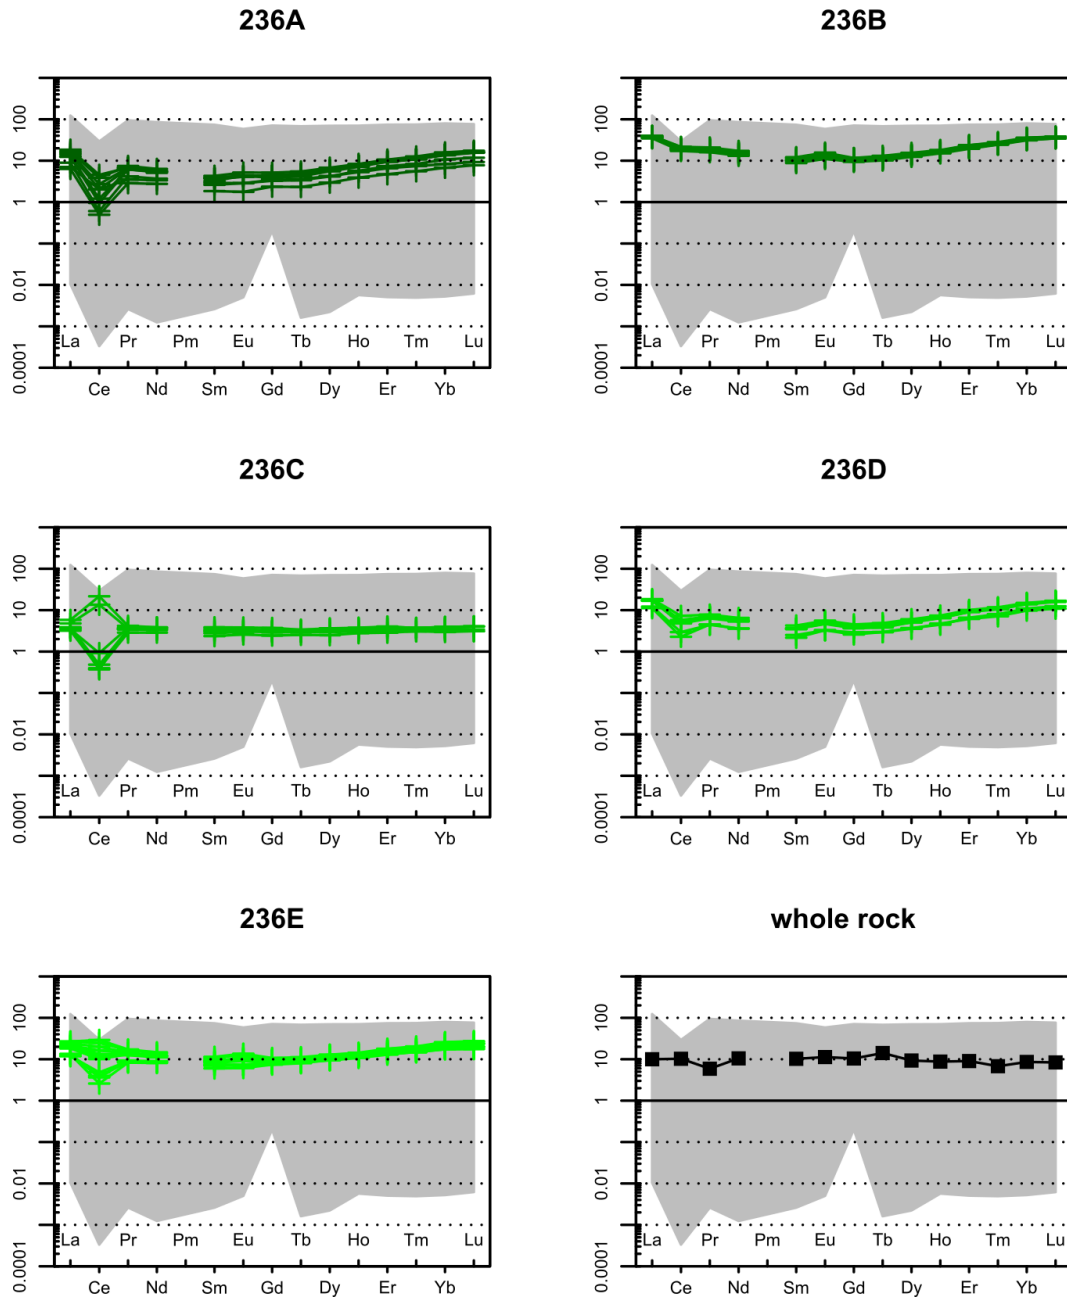 236A
100
10
1
0.01
0.0001
La Pr Pm Eu Tb Ho Tm Lu
Ce Nd Sm Gd Dy Er Yb
236B
100
10
1
0.01
0.0001
La Pr Pm Eu Tb Ho Tm Lu
Ce Nd Sm Gd Dy Er Yb
236C
100
10
1
0.01
0.0001
La Pr Pm Eu Tb Ho Tm Lu
Ce Nd Sm Gd Dy Er Yb
236D
100
10
1
0.01
0.0001
La Pr Pm Eu Tb Ho Tm Lu
Ce Nd Sm Gd Dy Er Yb
236E
100
10
1
0.01
0.0001
La Pr Pm Eu Tb Ho Tm Lu
Ce Nd Sm Gd Dy Er Yb
whole rock
100
10
1
0.01
0.0001
La Pr Pm Eu Tb Ho Tm Lu
Ce Nd Sm Gd Dy Er Yb